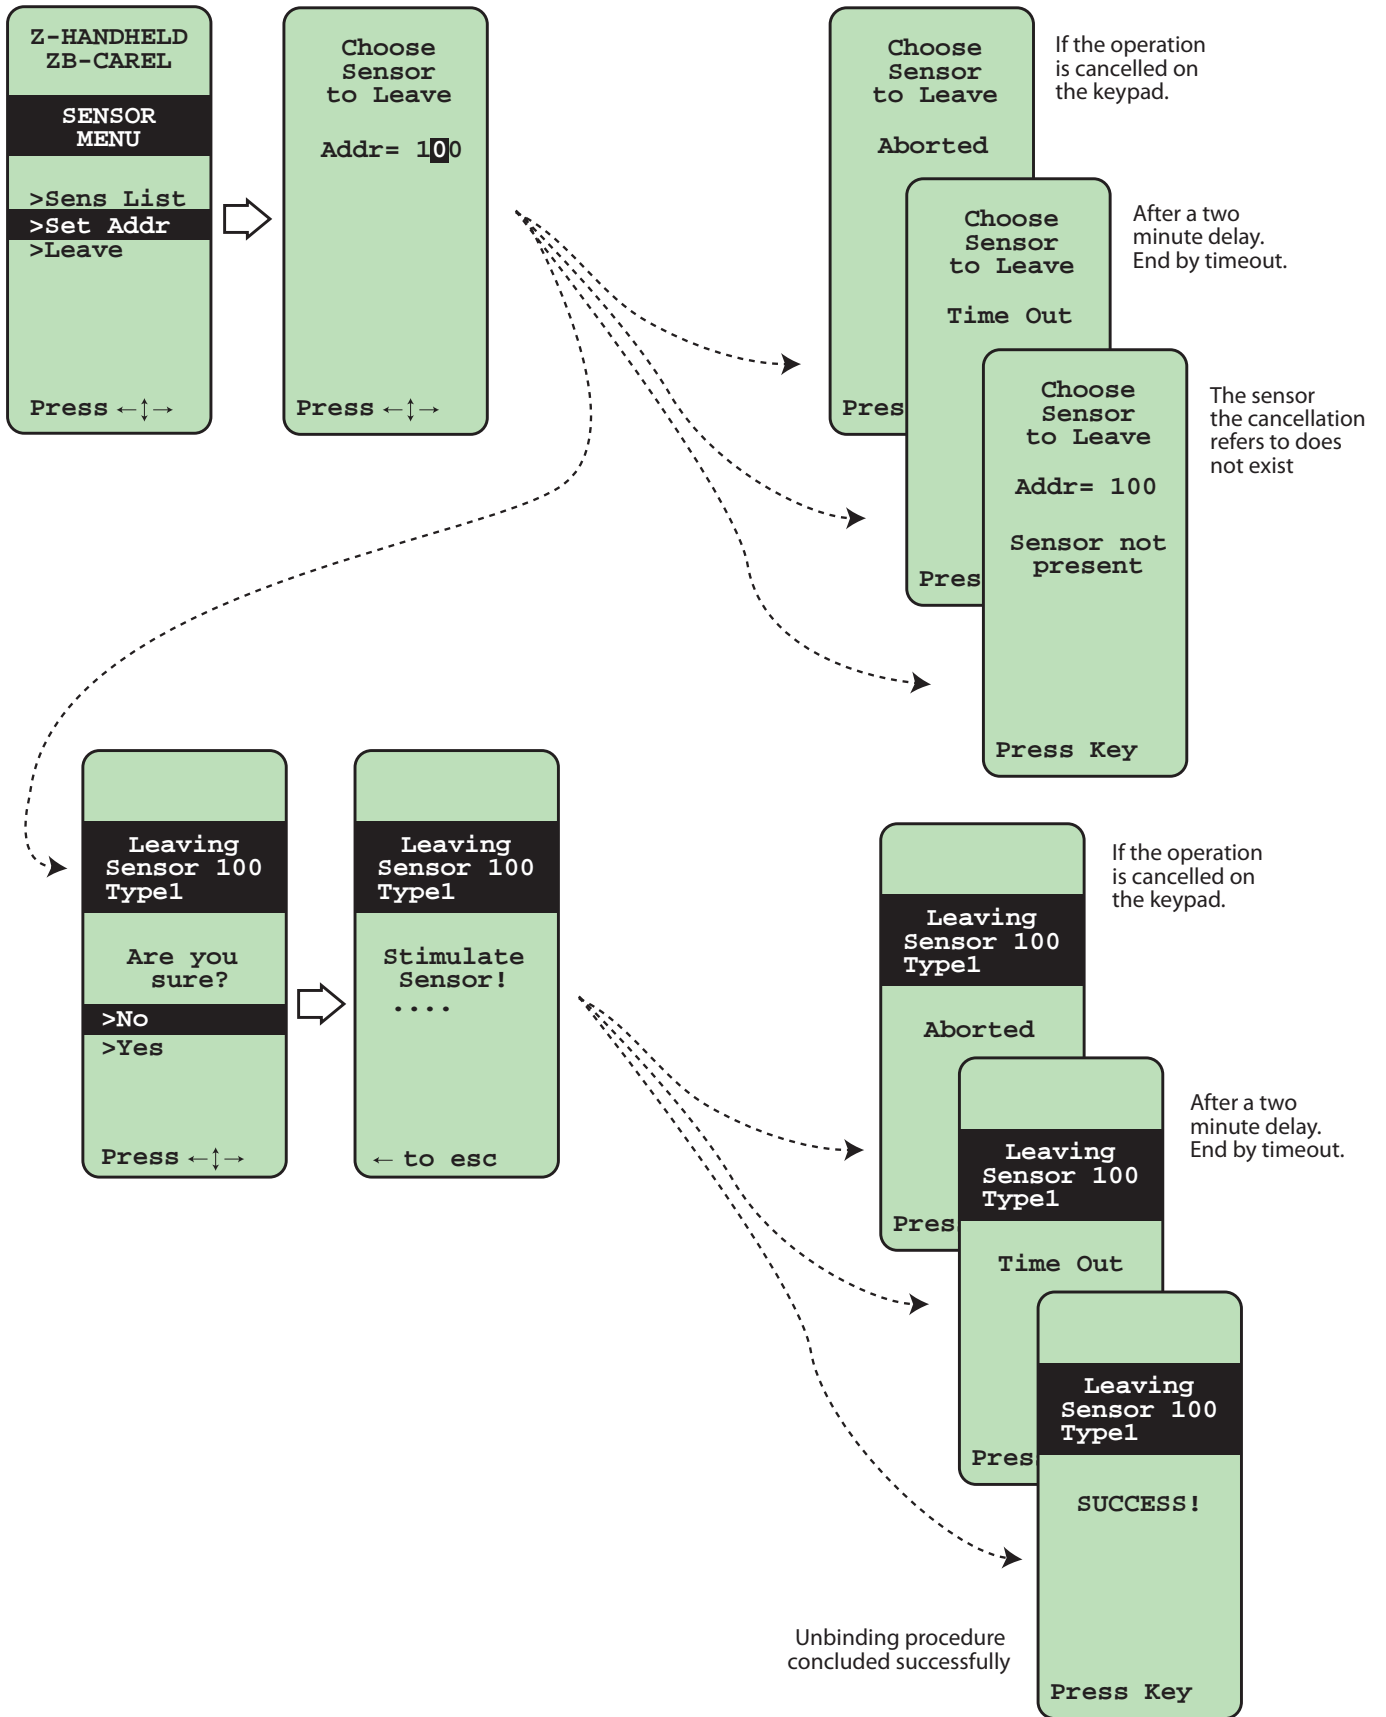 Z-HANDHELD
ZB-CAREL
SENSOR
MENU
>Sens List
>Set Addr
>Leave
Press ←↕→
Choose
Sensor
to Leave
Addr= 100
Press ←↕→
Choose
Sensor
to Leave
Aborted
Pres
If the operation
is cancelled on
the keypad.
Choose
Sensor
to Leave
Time Out
Pres
After a two
minute delay.
End by timeout.
Choose
Sensor
to Leave
Addr= 100
Sensor not
present
Press Key
The sensor
the cancellation
refers to does
not exist
Leaving
Sensor 100
Type1
Are you
sure?
>No
>Yes
Press ←↕→
Leaving
Sensor 100
Type1
Stimulate
Sensor!
....
← to esc
Leaving
Sensor 100
Type1
Aborted
Pres
If the operation
is cancelled on
the keypad.
Leaving
Sensor 100
Type1
Time Out
Pres
After a two
minute delay.
End by timeout.
Leaving
Sensor 100
Type1
SUCCESS!
Press Key
Unbinding procedure
concluded successfully